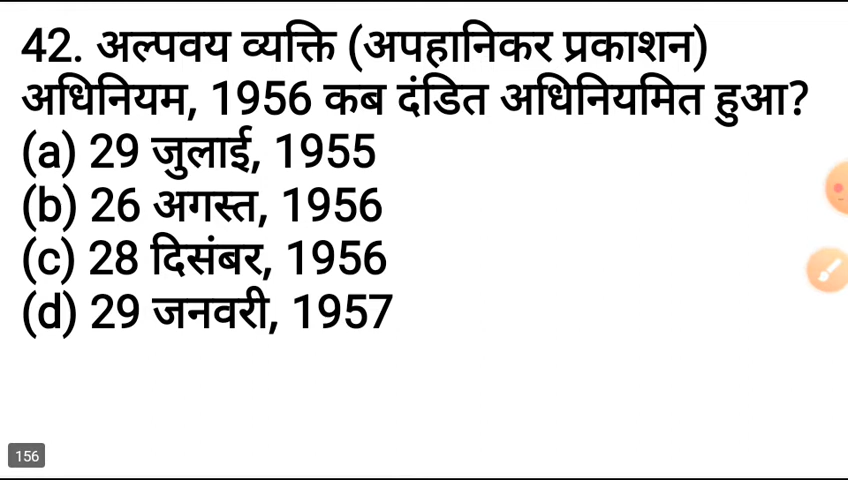 42. अल्पवय व्यक्ति (अपहानिकर प्रकाशन)
अधिनियम, 1956 कब दंडित अधिनियमित हुआ?
(a) 29 जुलाई, 1955
(b) 26 अगस्त, 1956
(c) 28 दिसंबर, 1956
(d) 29 जनवरी, 1957
156